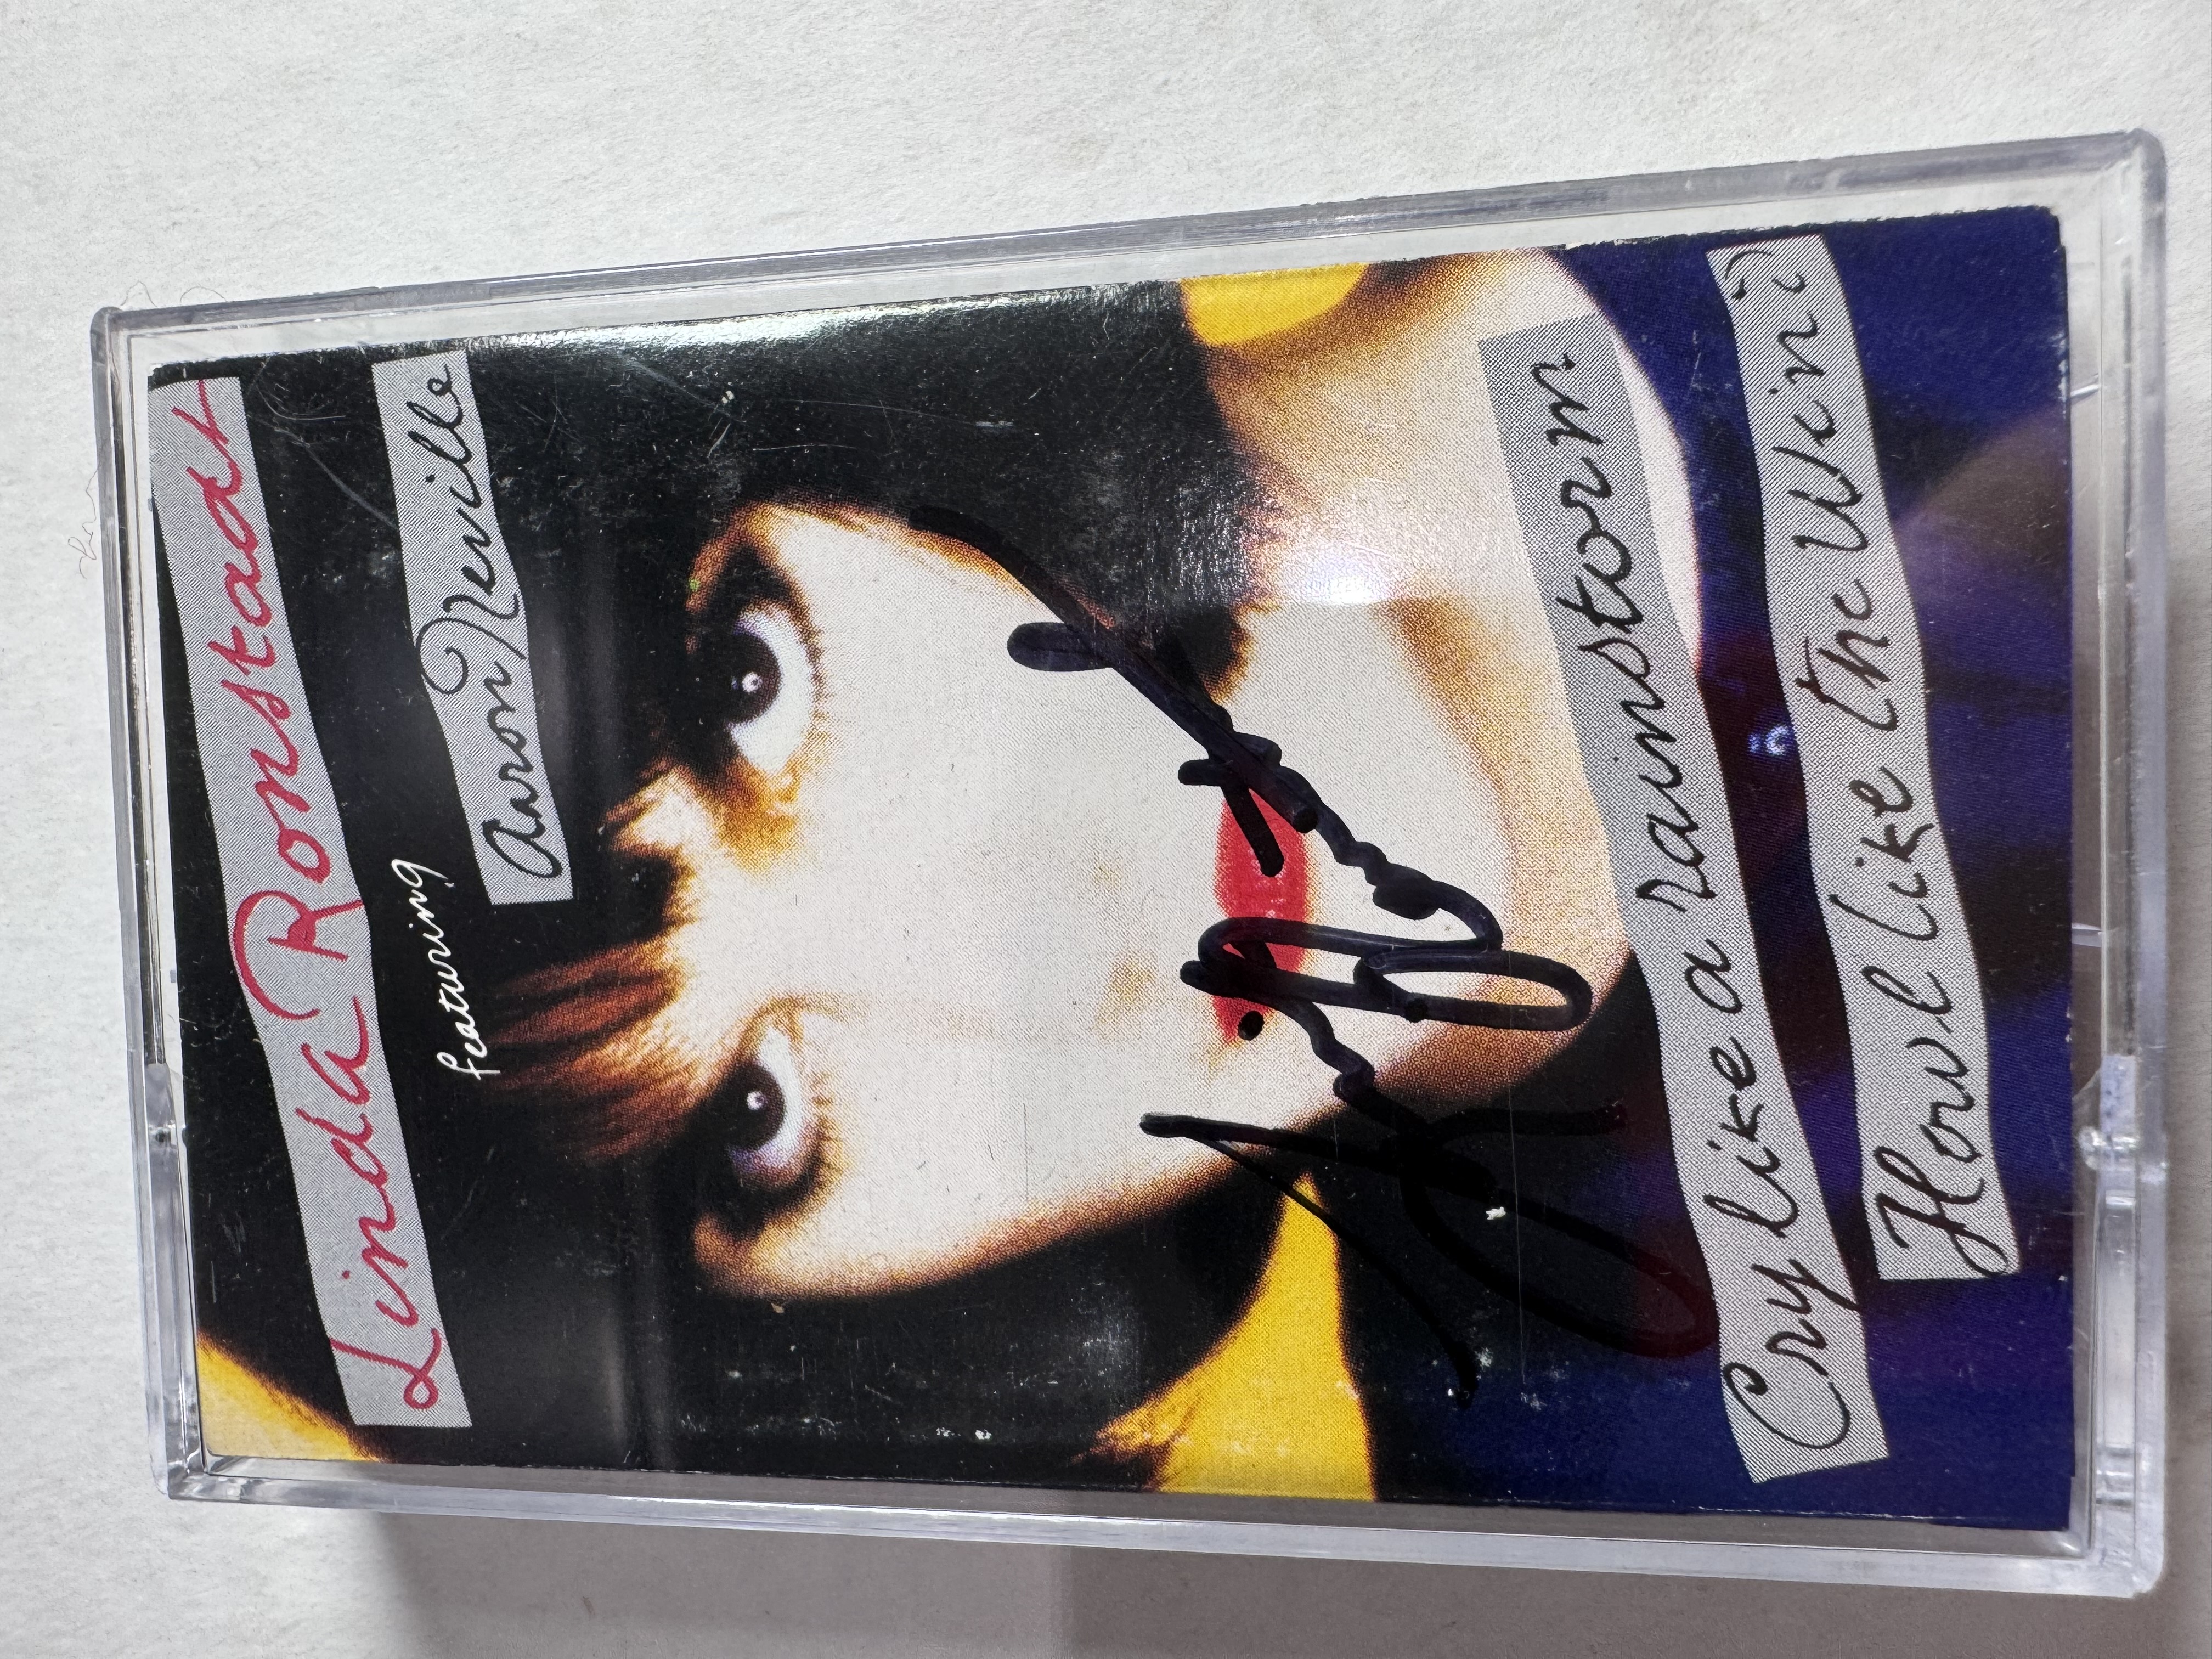 Linda Ronstadt
featuring
Aaron Neville
Cry like a rainstorm
Howl like the Wind